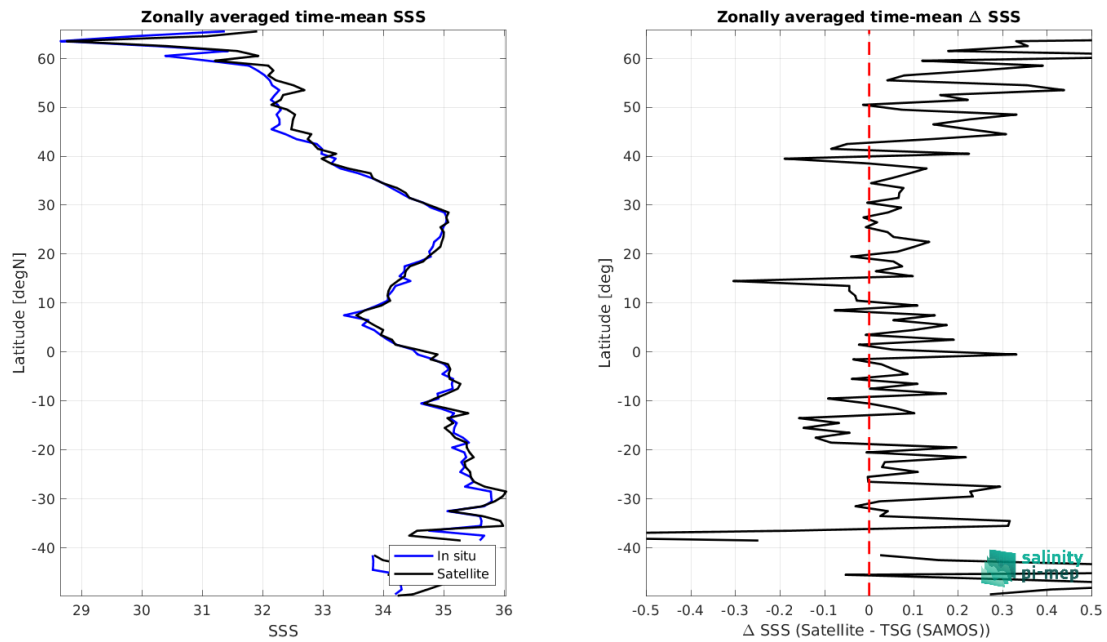 Zonally averaged time-mean SSS
60
50
40
30
20
10
0
-10
-20
-30
-40
Latitude [degN]
In situ
Satellite
29 30 31 32 33 34 35 36
SSS
Zonally averaged time-mean Δ SSS
60
50
40
30
20
10
0
-10
-20
-30
-40
Latitude [deg]
salinity
pi-mep
-0.5 -0.4 -0.3 -0.2 -0.1 0 0.1 0.2 0.3 0.4 0.5
Δ SSS (Satellite - TSG (SAMOS))